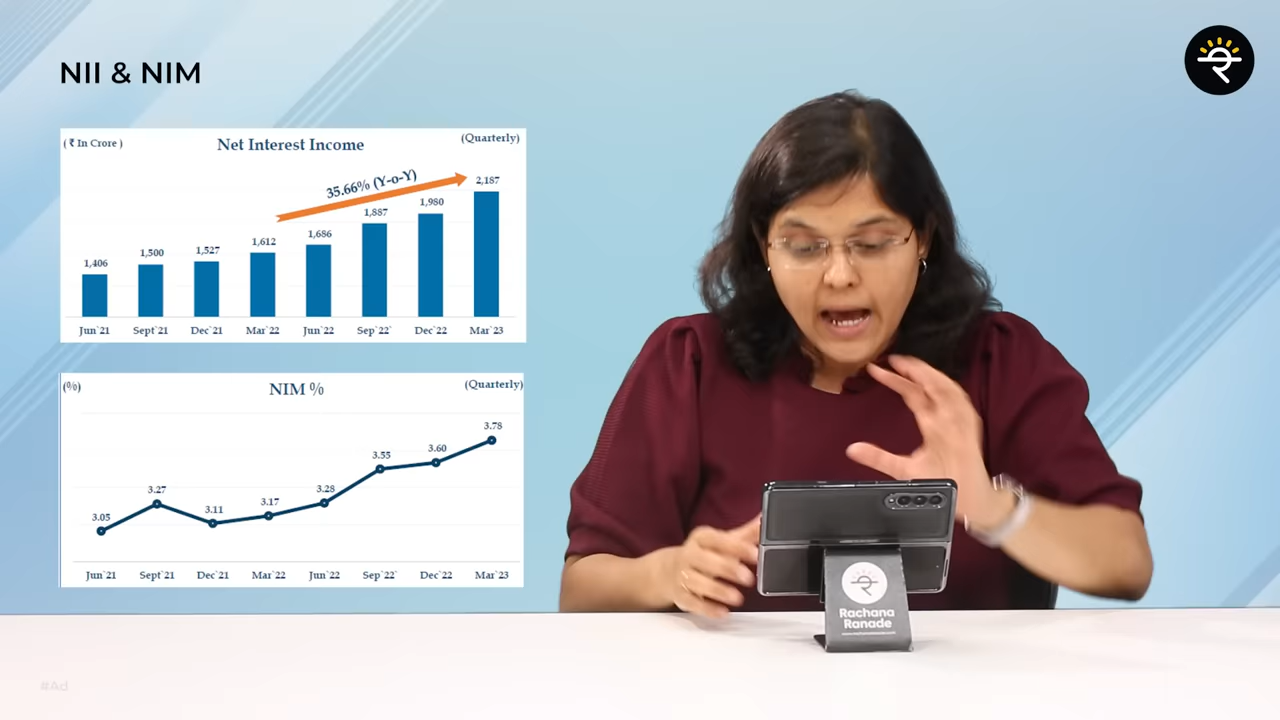 NII & NIM
( ₹ In Crore )
Net Interest Income
(Quarterly)
35.66% (Y-o-Y)
1,406
1,500
1,527
1,612
1,686
1,887
1,980
2,187
Jun`21
Sept`21
Dec`21
Mar`22
Jun`22
Sep`22`
Dec`22
Mar`23
(%)
NIM %
(Quarterly)
3.05
3.27
3.11
3.17
3.28
3.55
3.60
3.78
Jun`21
Sept`21
Dec`21
Mar`22
Jun`22
Sep`22`
Dec`22
Mar`23
Rachana
Ranade
#Ad